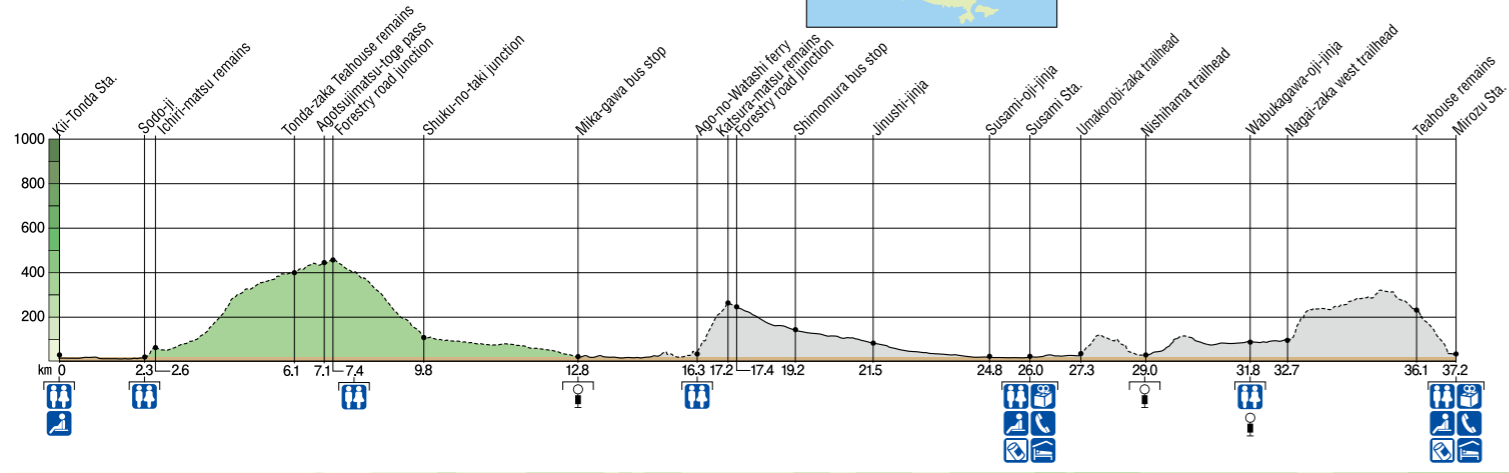 Kii-Tonda Sta.
Sodo-ji
Ichiri-matsu remains
Tonda-zaka Teahouse remains
Agotsujimatsu-toge pass
Forestry road junction
Shuku-no-taki junction
Mika-gawa bus stop
Ago-no-Watashi ferry
Katsura-matsu remains
Forestry road junction
Shimomura bus stop
Jinushi-jinja
Susami-oji-jinja
Susami Sta.
Umakorobi-zaka trailhead
Nishihama trailhead
Wabukagawa-oji-jinja
Nagai-zaka west trailhead
Teahouse remains
Mirozu Sta.
1000
800
600
400
200
km 0 2.3 2.6 6.1 7.1 7.4 9.8 12.8 16.3 17.2 17.4 19.2 21.5 24.8 26.0 27.3 29.0 31.8 32.7 36.1 37.2